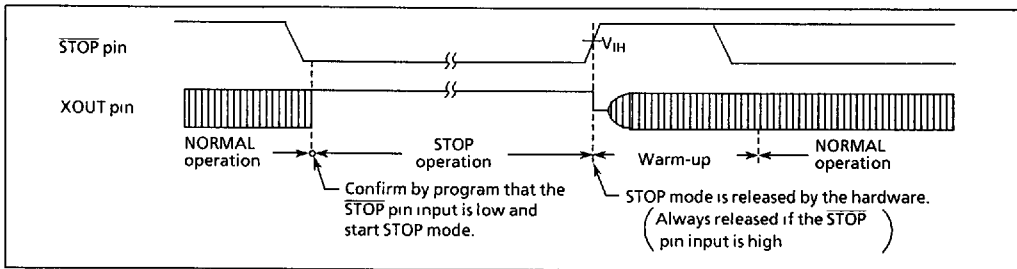 STOP pin
VIH
XOUT pin
NORMAL
operation
STOP
operation
Warm-up
NORMAL
operation
Confirm by program that the
STOP pin input is low and
start STOP mode.
STOP mode is released by the hardware.
(Always released if the STOP
pin input is high)